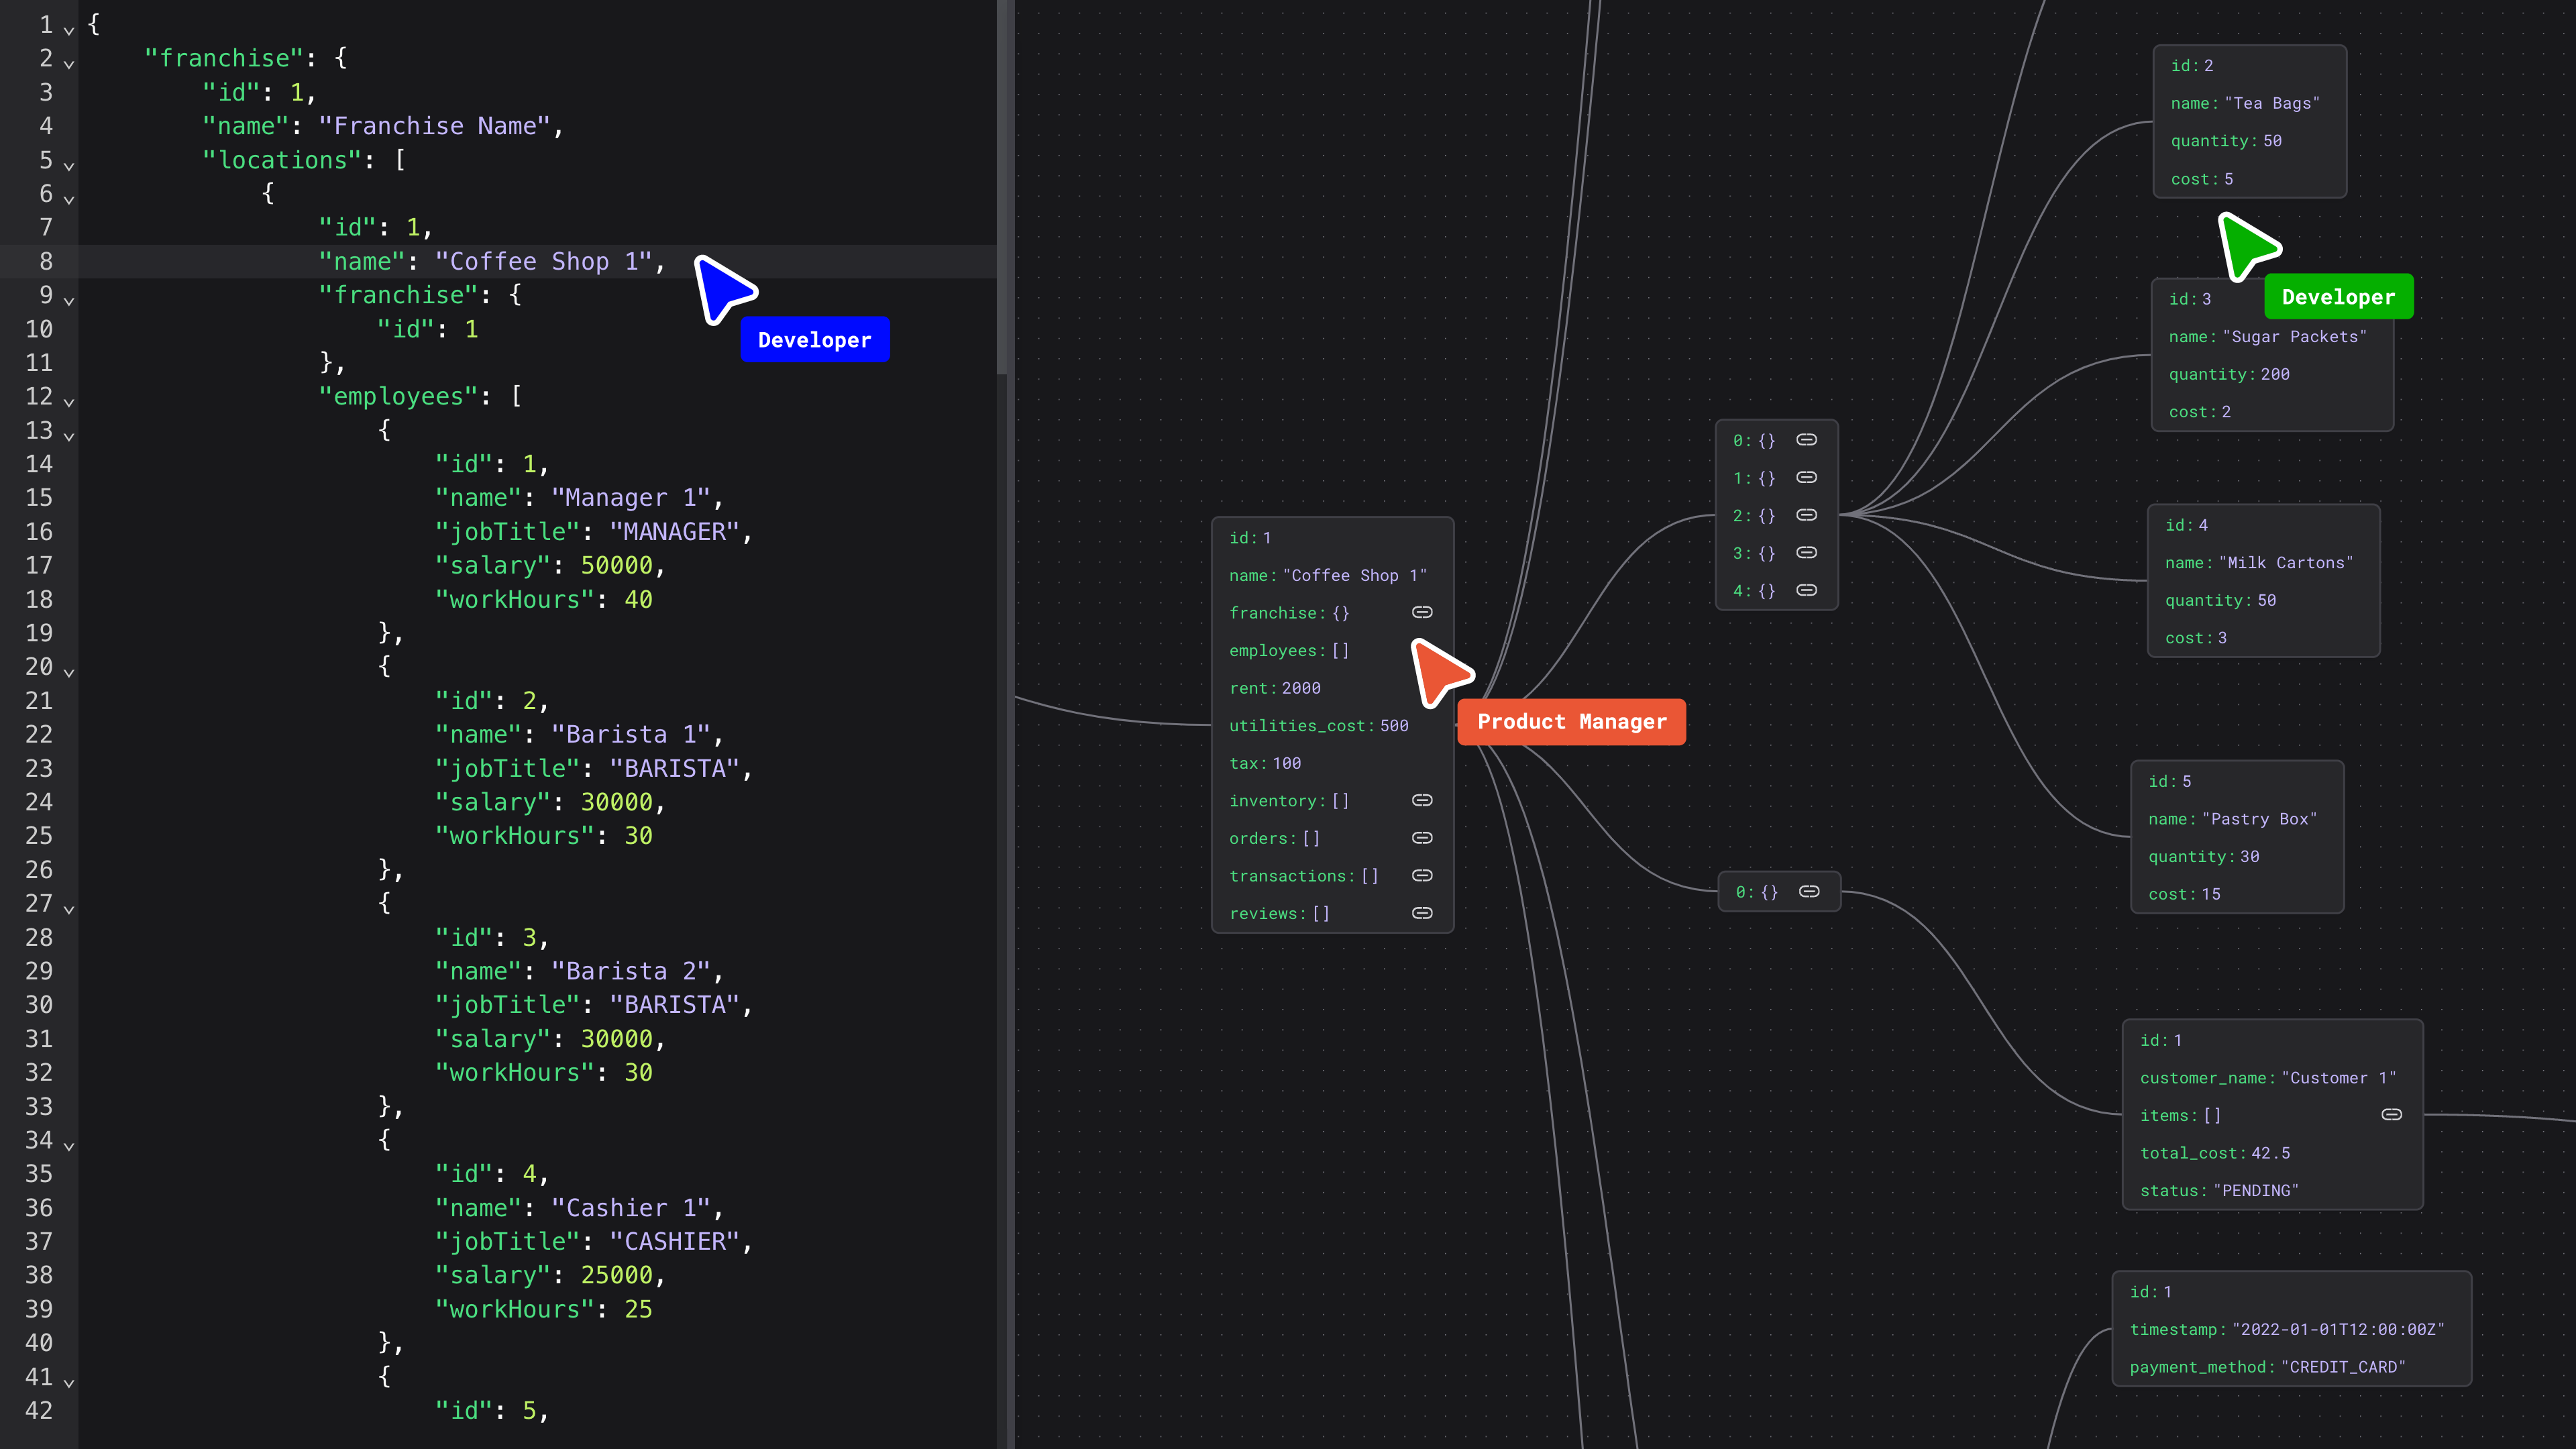 1 {
2 "franchise": {
3 "id": 1,
4 "name": "Franchise Name",
5 "locations": [
6 {
7 "id": 1,
8 "name": "Coffee Shop 1",
9 "franchise": {
10 "id": 1
11 },
12 "employees": [
13 {
14 "id": 1,
15 "name": "Manager 1",
16 "jobTitle": "MANAGER",
17 "salary": 50000,
18 "workHours": 40
19 },
20 {
21 "id": 2,
22 "name": "Barista 1",
23 "jobTitle": "BARISTA",
24 "salary": 30000,
25 "workHours": 30
26 },
27 {
28 "id": 3,
29 "name": "Barista 2",
30 "jobTitle": "BARISTA",
31 "salary": 30000,
32 "workHours": 30
33 },
34 {
35 "id": 4,
36 "name": "Cashier 1",
37 "jobTitle": "CASHIER",
38 "salary": 25000,
39 "workHours": 25
40 },
41 {
42 "id": 5,
Developer
id: 1
name: "Coffee Shop 1"
franchise: {}
employees: []
rent: 2000
utilities_cost: 500
tax: 100
inventory: []
orders: []
transactions: []
reviews: []
Product Manager
0: {}
1: {}
2: {}
3: {}
4: {}
0: {}
id: 2
name: "Tea Bags"
quantity: 50
cost: 5
Developer
id: 3
name: "Sugar Packets"
quantity: 200
cost: 2
id: 4
name: "Milk Cartons"
quantity: 50
cost: 3
id: 5
name: "Pastry Box"
quantity: 30
cost: 15
id: 1
customer_name: "Customer 1"
items: []
total_cost: 42.5
status: "PENDING"
id: 1
timestamp: "2022-01-01T12:00:00Z"
payment_method: "CREDIT_CARD"